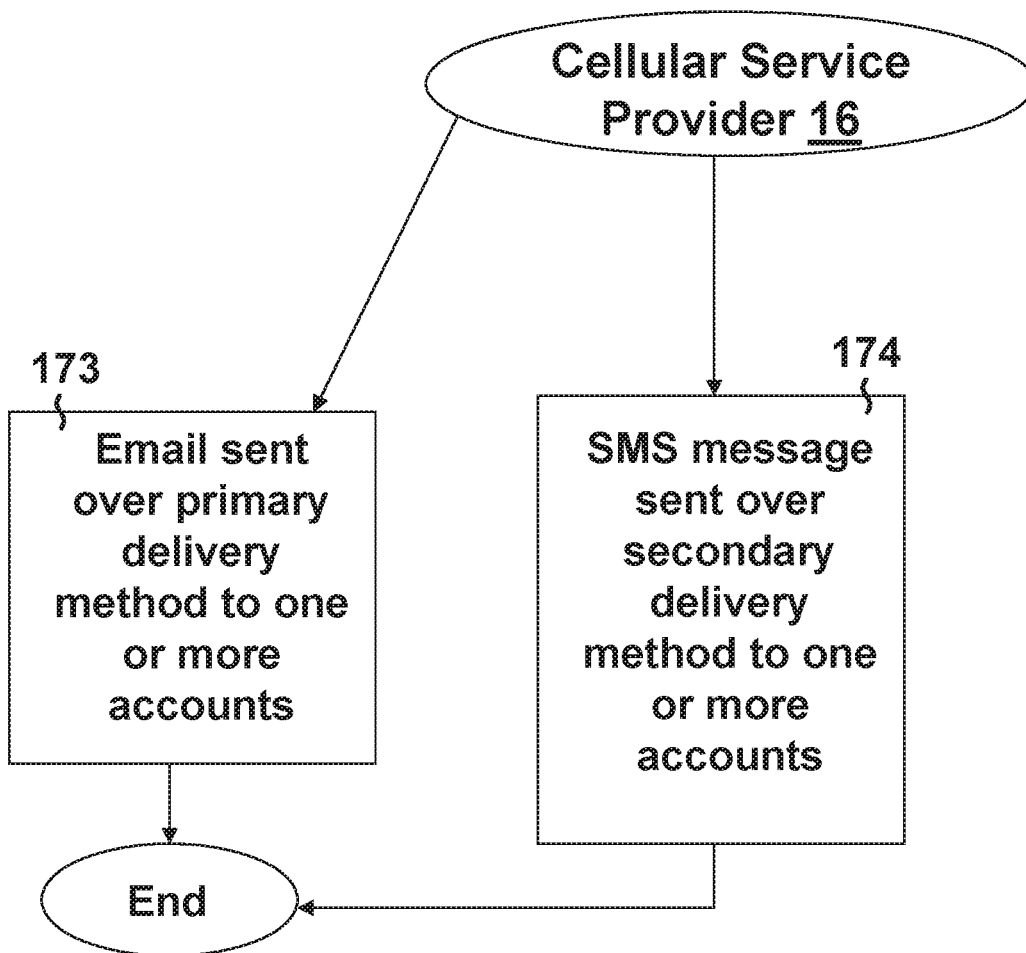 Cellular Service
Provider 16
173
Email sent
over primary
delivery
method to one
or more
accounts
174
SMS message
sent over
secondary
delivery
method to one
or more
accounts
End